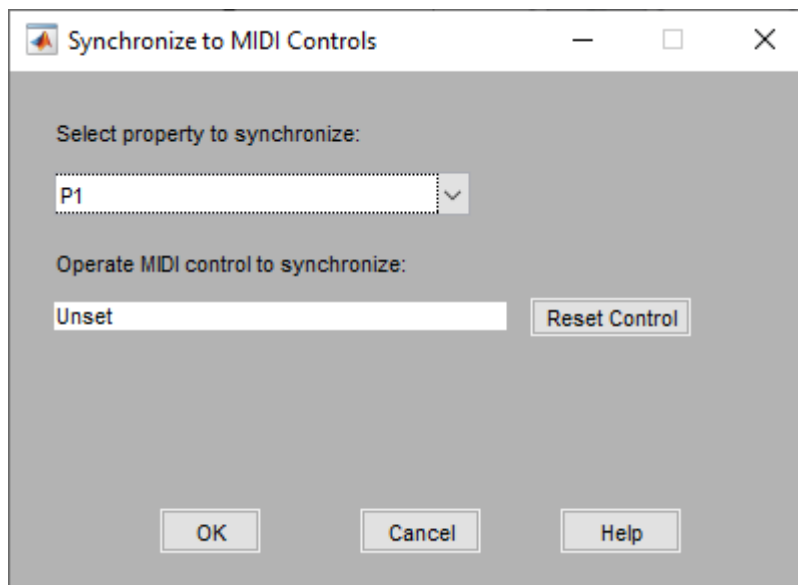 Synchronize to MIDI Controls
Select property to synchronize:
P1
Operate MIDI control to synchronize:
Unset
Reset Control
OK
Cancel
Help